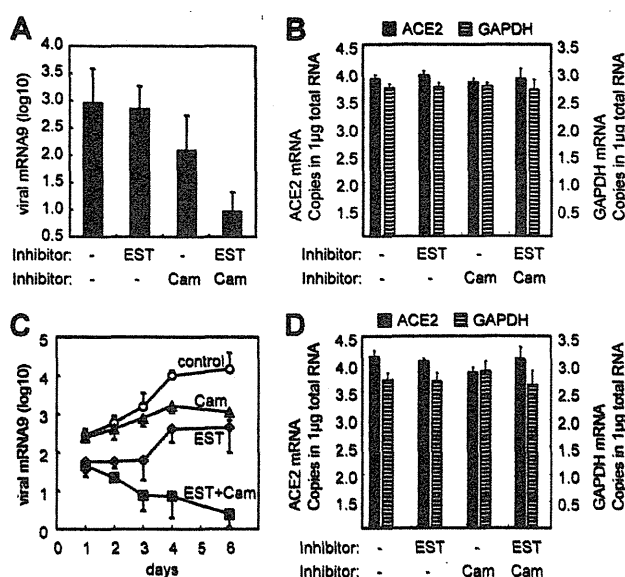 A
viral mRNA9 (log10)
4.0
3.5
3.0
2.5
2.0
1.5
1.0
0.5
Inhibitor: - EST - EST
Inhibitor: - - Cam Cam
B
ACE2 GAPDH
ACE2 mRNA
Copies in 1µg total RNA
4.5
4.0
3.5
3.0
2.5
2.0
1.5
3.5
3.0
2.5
2.0
1.5
1.0
0.5
GAPDH mRNA
Copies in 1µg total RNA
Inhibitor: - EST - EST
Inhibitor: - - Cam Cam
C
viral mRNA9 (log10)
5
4
3
2
1
0
control
Cam
EST
EST+Cam
0 1 2 3 4 5 6
days
D
ACE2 GAPDH
ACE2 mRNA
Copies in 1µg total RNA
4.5
4.0
3.5
3.0
2.5
2.0
1.5
3.5
3.0
2.5
2.0
1.5
1.0
0.5
GAPDH mRNA
Copies in 1µg total RNA
Inhibitor: - EST - EST
Inhibitor: - - Cam Cam